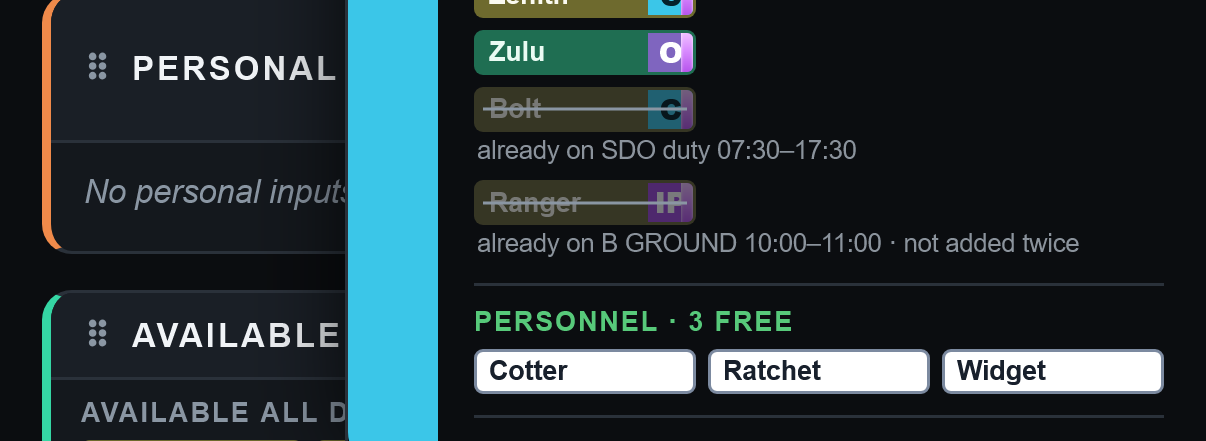 Zenith
C
Zulu
O
Bolt
C
already on SDO duty 07:30–17:30
Ranger
IP
already on B GROUND 10:00–11:00 · not added twice
PERSONNEL · 3 FREE
Cotter
Ratchet
Widget
PERSONAL
No personal inputs
AVAILABLE
AVAILABLE ALL D